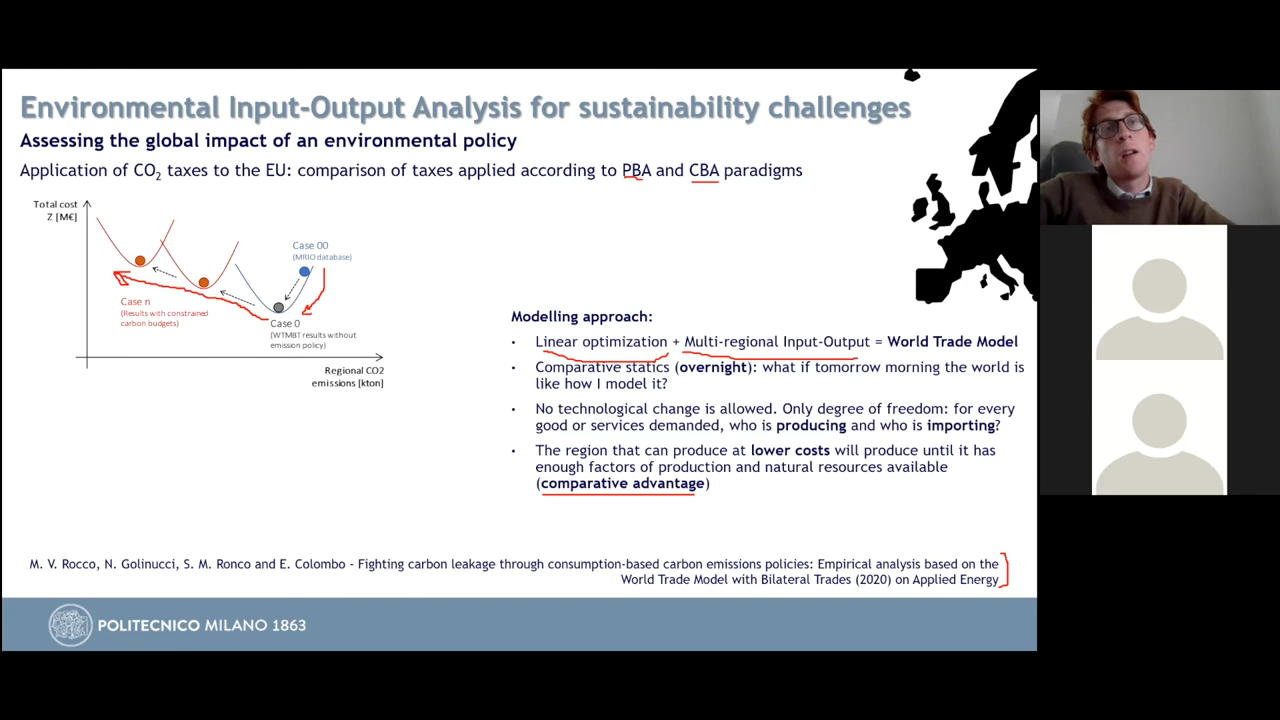 Environmental Input-Output Analysis for sustainability challenges
Assessing the global impact of an environmental policy
Application of CO2 taxes to the EU: comparison of taxes applied according to PBA and CBA paradigms
Total cost
Z [M€]
Case 00
(MRIO database)
Case n
(Results with constrained
carbon budgets)
Case 0
(WTMBT results without
emission policy)
Regional CO2
emissions [kton]
Modelling approach:
• Linear optimization + Multi-regional Input-Output = World Trade Model
• Comparative statics (overnight): what if tomorrow morning the world is
like how I model it?
• No technological change is allowed. Only degree of freedom: for every
good or services demanded, who is producing and who is importing?
• The region that can produce at lower costs will produce until it has
enough factors of production and natural resources available
(comparative advantage)
M. V. Rocco, N. Golinucci, S. M. Ronco and E. Colombo - Fighting carbon leakage through consumption-based carbon emissions policies: Empirical analysis based on the
World Trade Model with Bilateral Trades (2020) on Applied Energy
POLITECNICO MILANO 1863